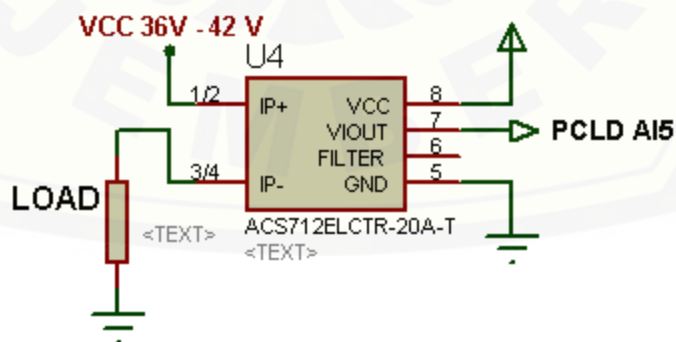 VCC 36V - 42 V
U4
1/2
IP+
VCC
8
VIOUT
7
PCLD AI5
FILTER
6
3/4
IP-
GND
5
LOAD
<TEXT>
ACS712ELCTR-20A-T
<TEXT>